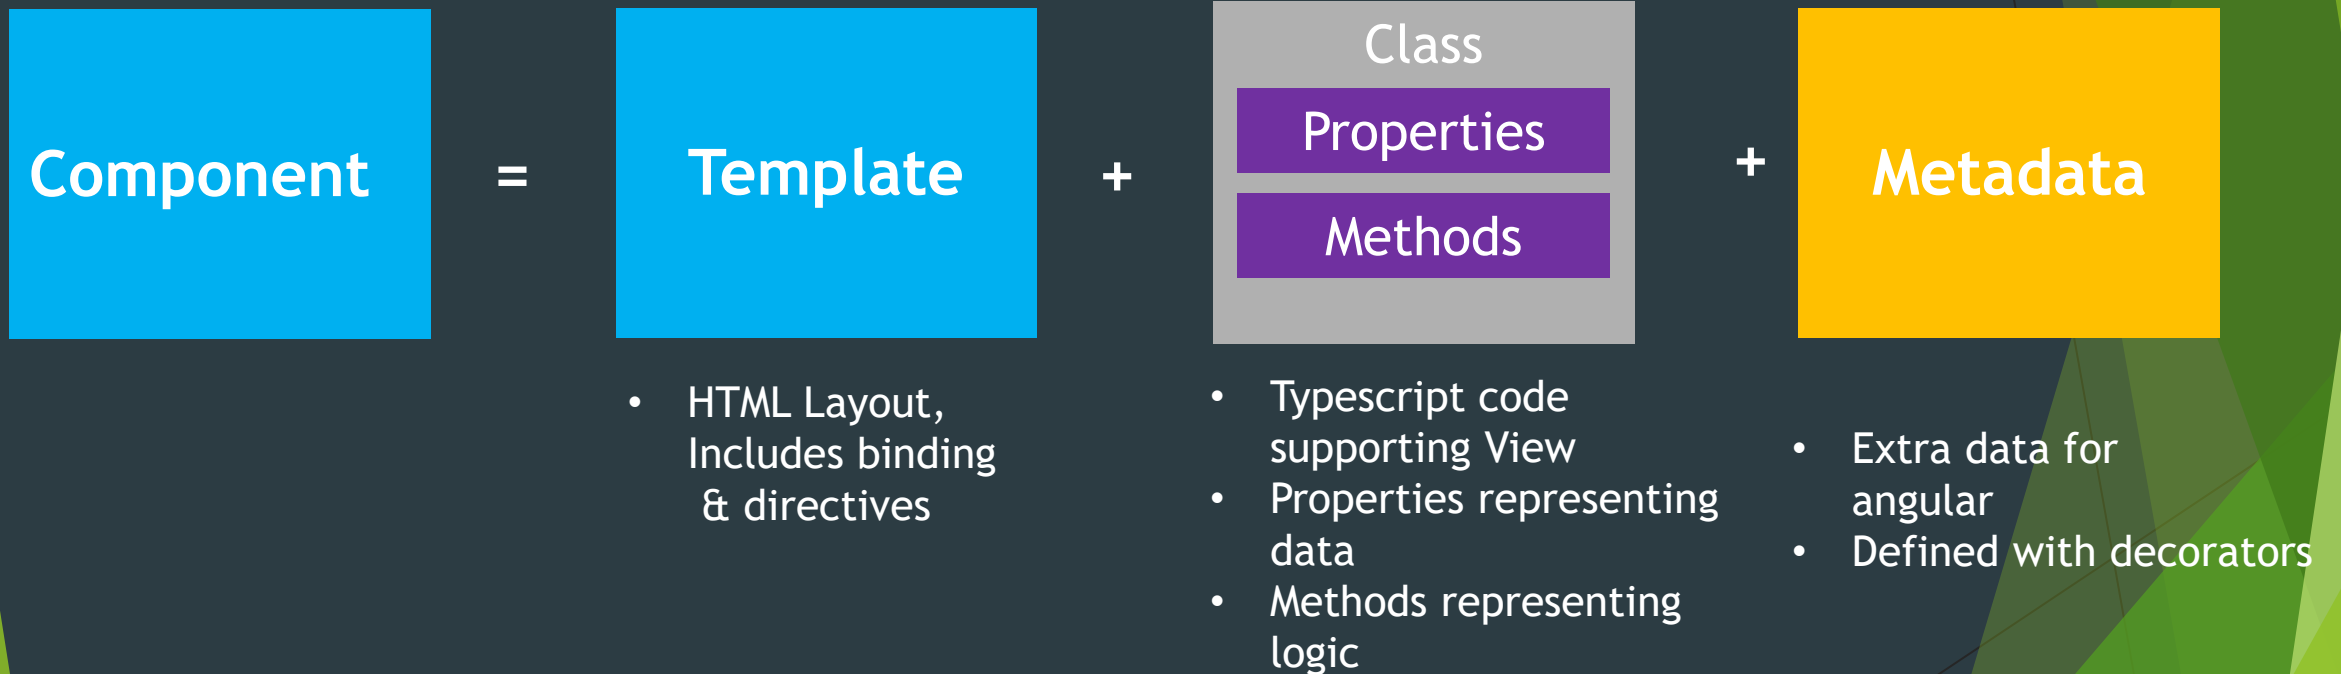 Component
=
Template
+
Class
Properties
Methods
+
Metadata
• HTML Layout,
Includes binding
& directives
• Typescript code
supporting View
• Properties representing
data
• Methods representing
logic
• Extra data for
angular
• Defined with decorators